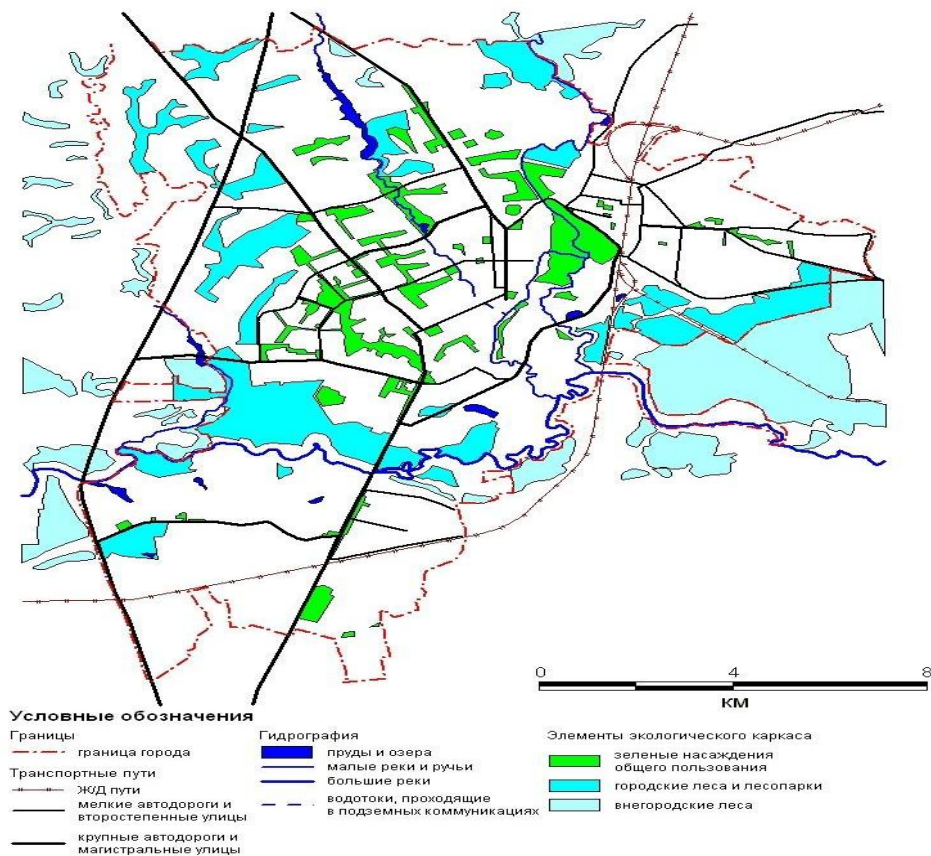 0 4 8
КМ
Условные обозначения
Границы
граница города
Транспортные пути
Ж/Д пути
мелкие автодороги и
второстепенные улицы
крупные автодороги и
магистральные улицы
Гидрография
пруды и озера
малые реки и ручьи
большие реки
водотоки, проходящие
в подземных коммуникациях
Элементы экологического каркаса
зеленые насаждения
общего пользования
городские леса и лесопарки
внегородские леса